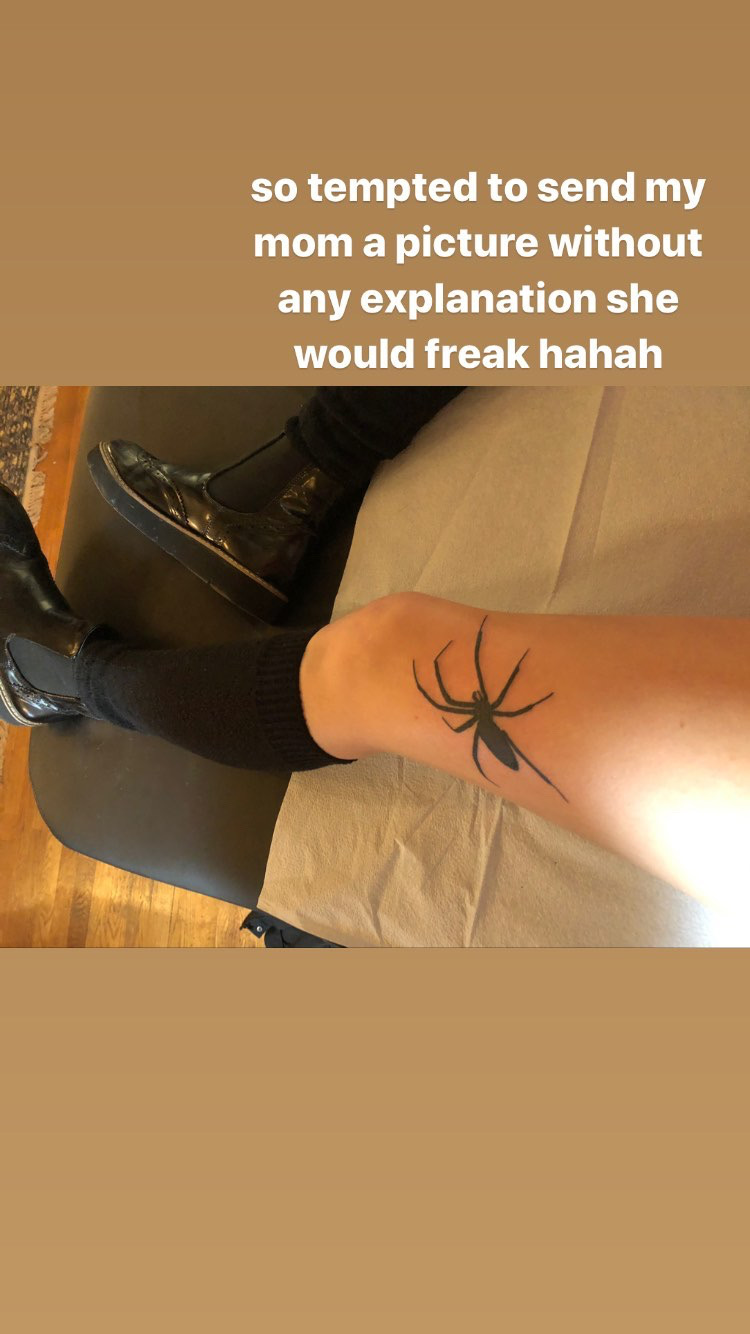 so tempted to send my
mom a picture without
any explanation she
would freak hahah